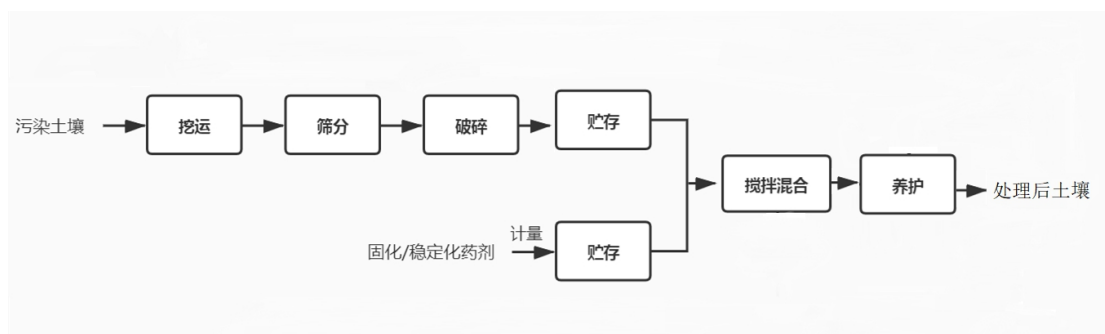 污染土壤
挖运
筛分
破碎
贮存
搅拌混合
养护
处理后土壤
固化/稳定化药剂
计量
贮存